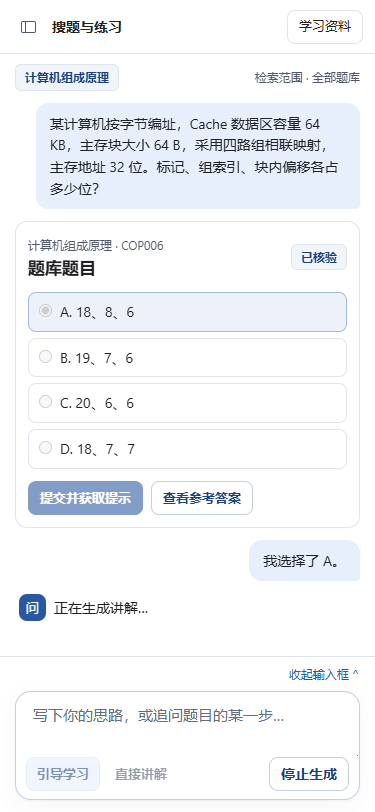 搜题与练习
学习资料
计算机组成原理
检索范围 · 全部题库
某计算机按字节编址，Cache 数据区容量 64
KB，主存块大小 64 B，采用四路组相联映射，
主存地址 32 位。标记、组索引、块内偏移各占
多少位？
计算机组成原理 · COP006
题库题目
已核验
A. 18、8、6
B. 19、7、6
C. 20、6、6
D. 18、7、7
提交并获取提示
查看参考答案
我选择了 A。
问
正在生成讲解...
收起输入框 ^
写下你的思路，或追问题目的某一步...
引导学习
直接讲解
停止生成